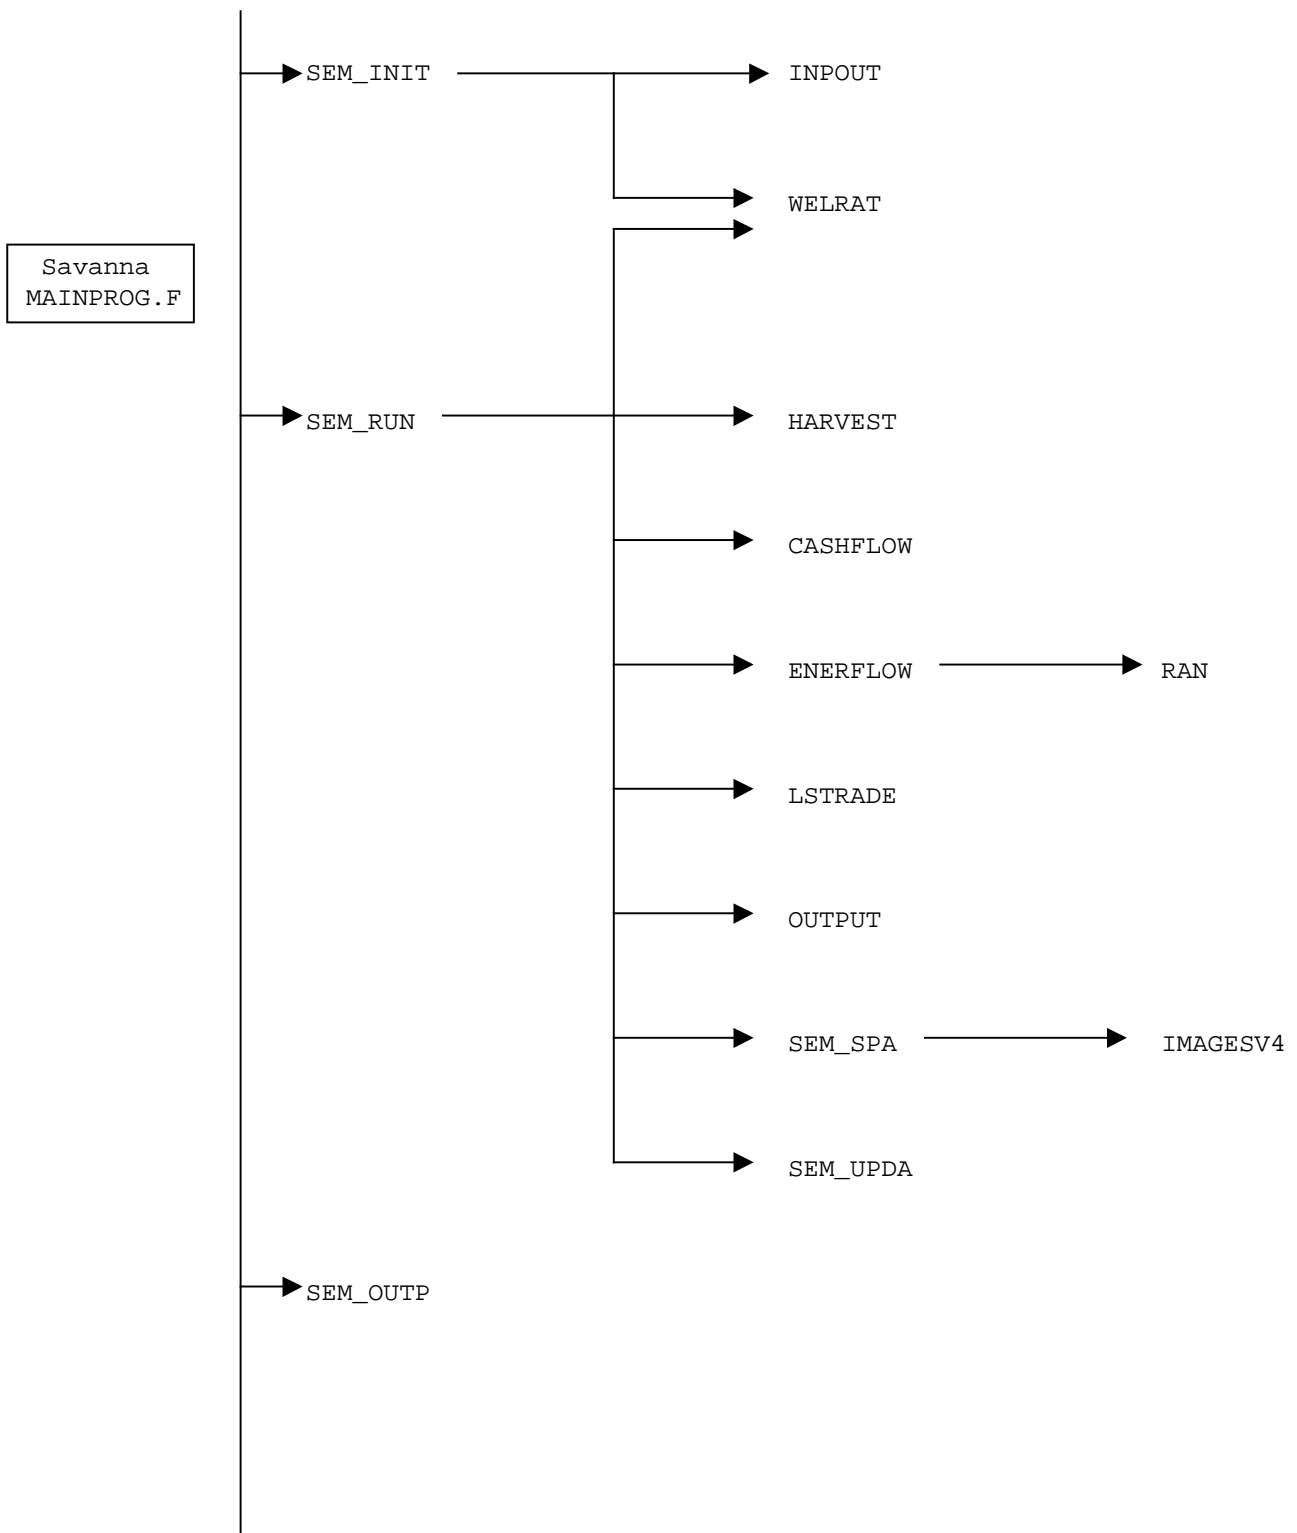 SEM_INIT
INPOUT
WELRAT
Savanna
MAINPROG.F
SEM_RUN
HARVEST
CASHFLOW
ENERFLOW
RAN
LSTRADE
OUTPUT
SEM_SPA
IMAGESV4
SEM_UPDA
SEM_OUTP